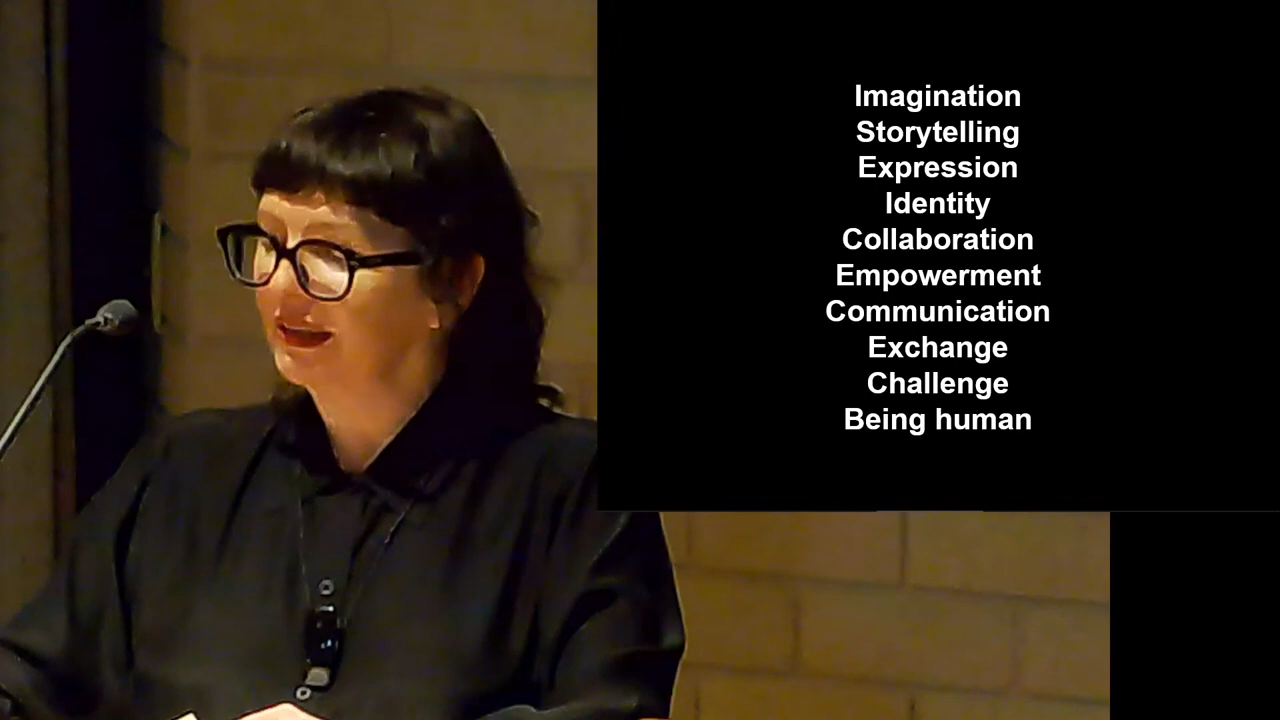 Imagination
Storytelling
Expression
Identity
Collaboration
Empowerment
Communication
Exchange
Challenge
Being human